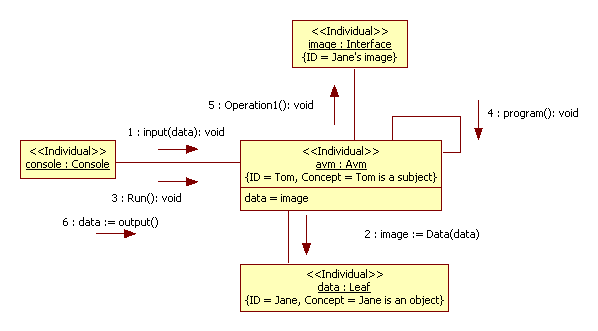 <<Individual>>
image : Interface
{ID = Jane's image}
5 : Operation1(): void
4 : program(): void
1 : input(data): void
<<Individual>>
console : Console
<<Individual>>
avm : Avm
{ID = Tom, Concept = Tom is a subject}
data = image
3 : Run(): void
6 : data := output()
2 : image := Data(data)
<<Individual>>
data : Leaf
{ID = Jane, Concept = Jane is an object}